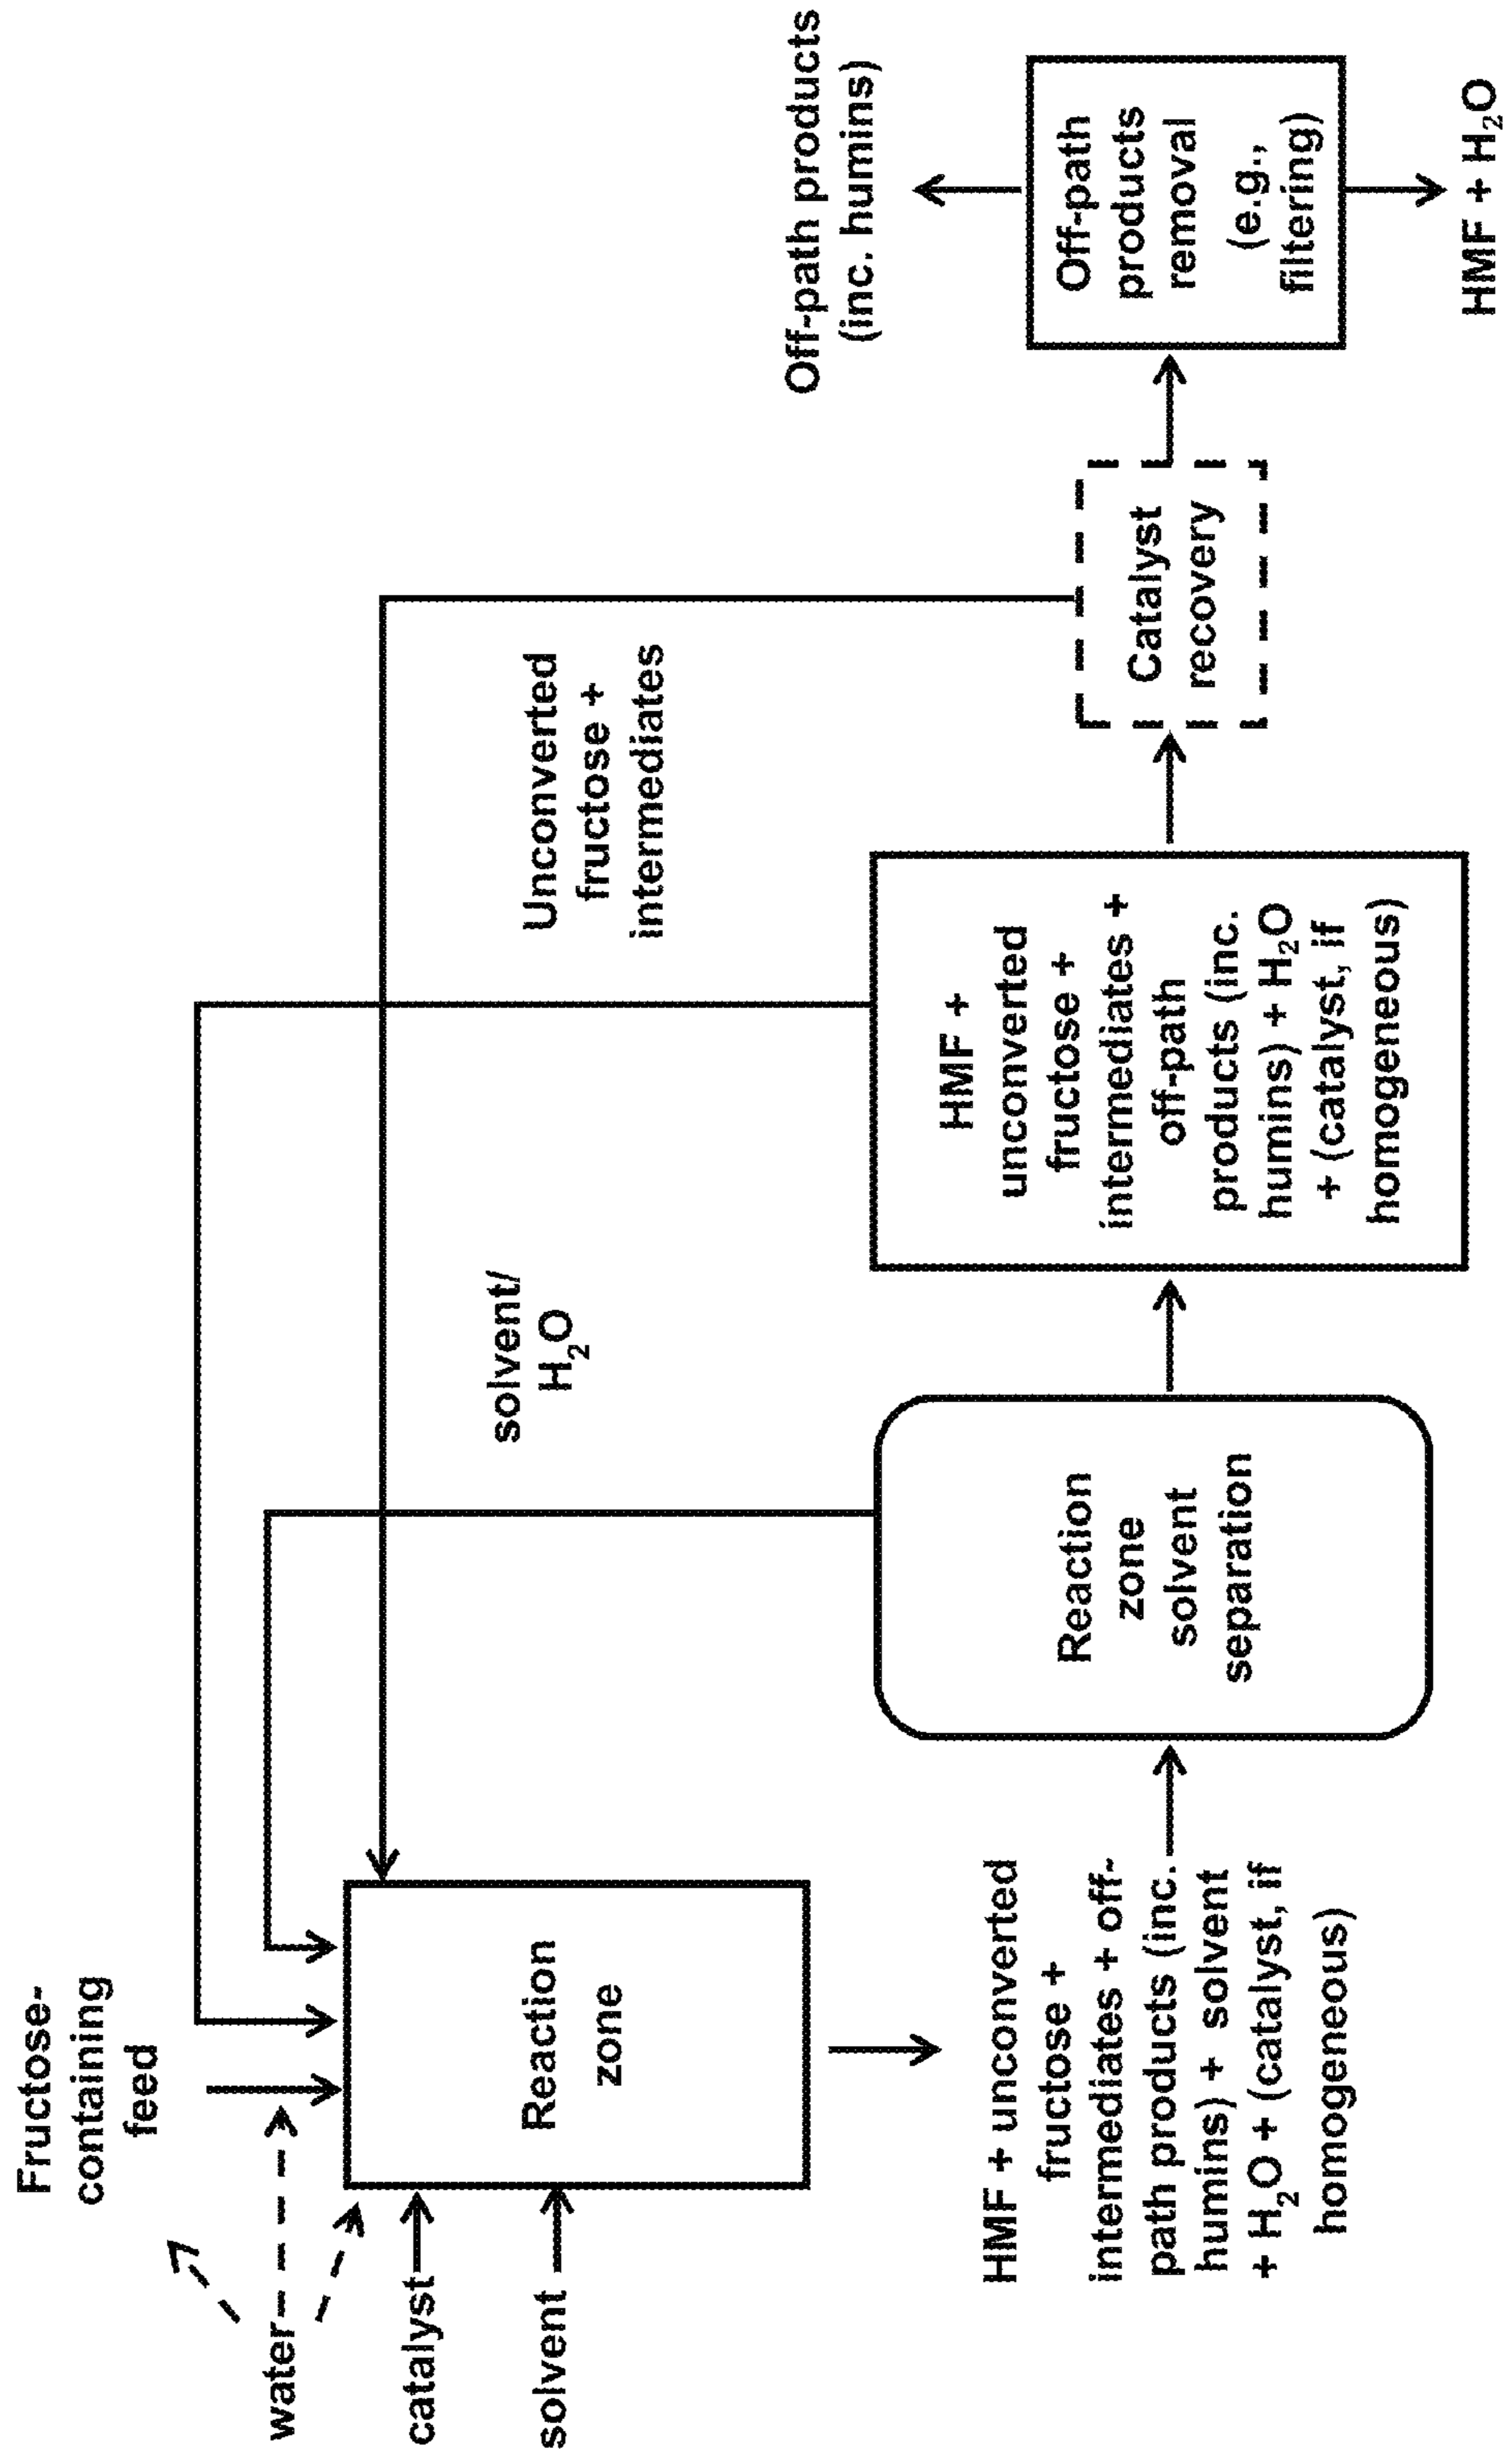 Fructose-
containing
feed
water
catalyst
solvent
Reaction
zone
HMF + unconverted
fructose +
intermediates + off-
path products (inc.
humins) + solvent
+ H₂O + (catalyst, if
homogeneous)
Reaction
zone
solvent
separation
solvent/
H₂O
HMF +
unconverted
fructose +
intermediates +
off-path
products (inc.
humins) + H₂O
+ (catalyst, if
homogeneous)
Unconverted
fructose +
intermediates
Catalyst
recovery
Off-path products
(inc. humins)
Off-path
products
removal
(e.g.,
filtering)
HMF + H₂O